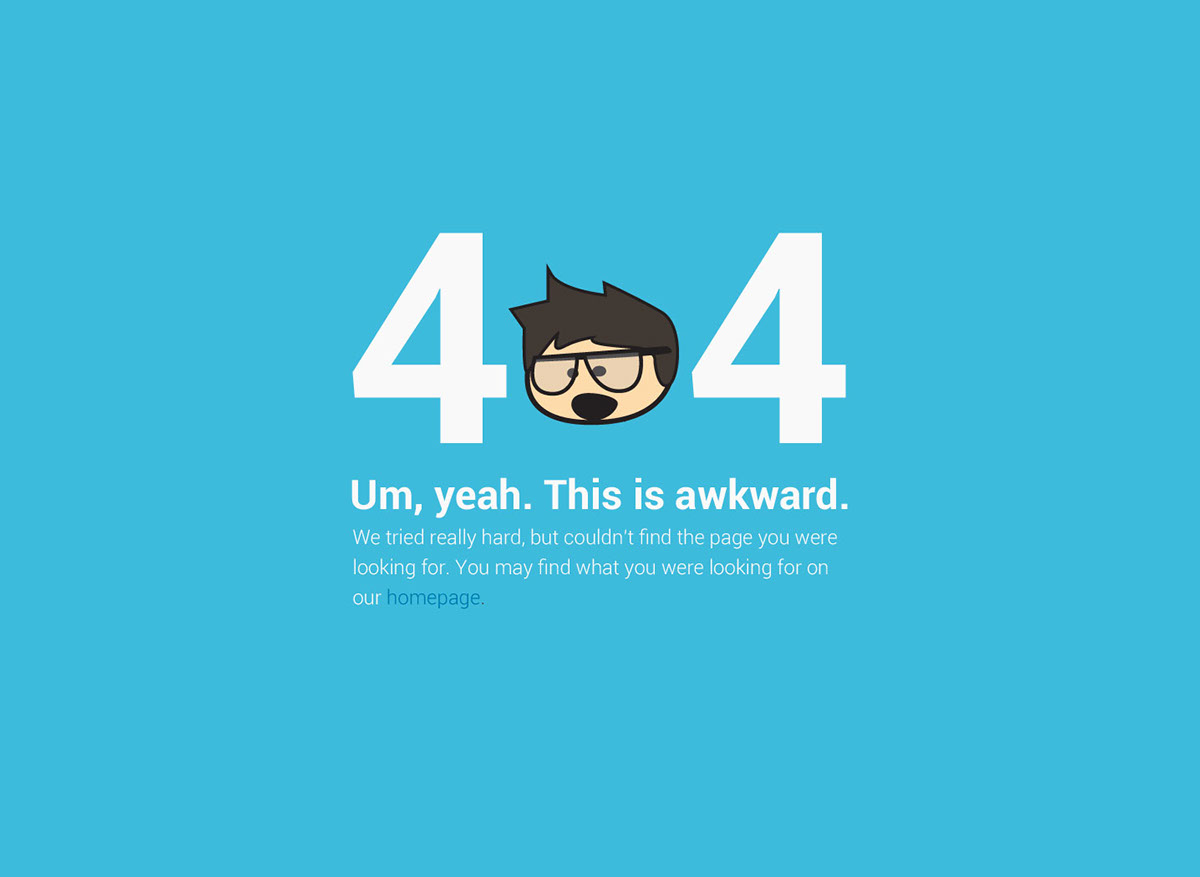 4 4
Um, yeah. This is awkward.
We tried really hard, but couldn't find the page you were
looking for. You may find what you were looking for on
our homepage.